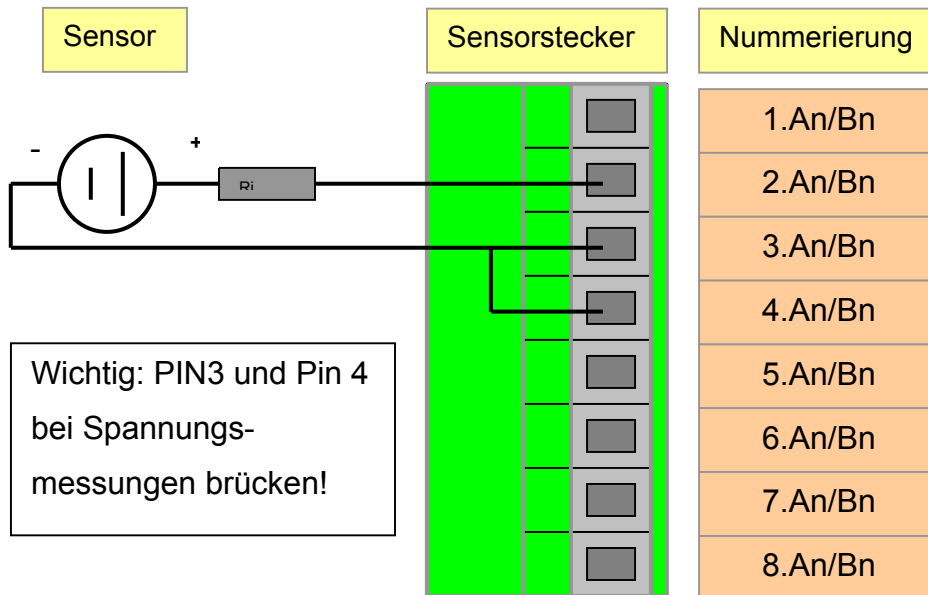 Sensor
Sensorstecker
Nummerierung
-
+
Ri
1.An/Bn
2.An/Bn
3.An/Bn
4.An/Bn
5.An/Bn
6.An/Bn
7.An/Bn
8.An/Bn
Wichtig: PIN3 und Pin 4
bei Spannungs-
messungen brücken!